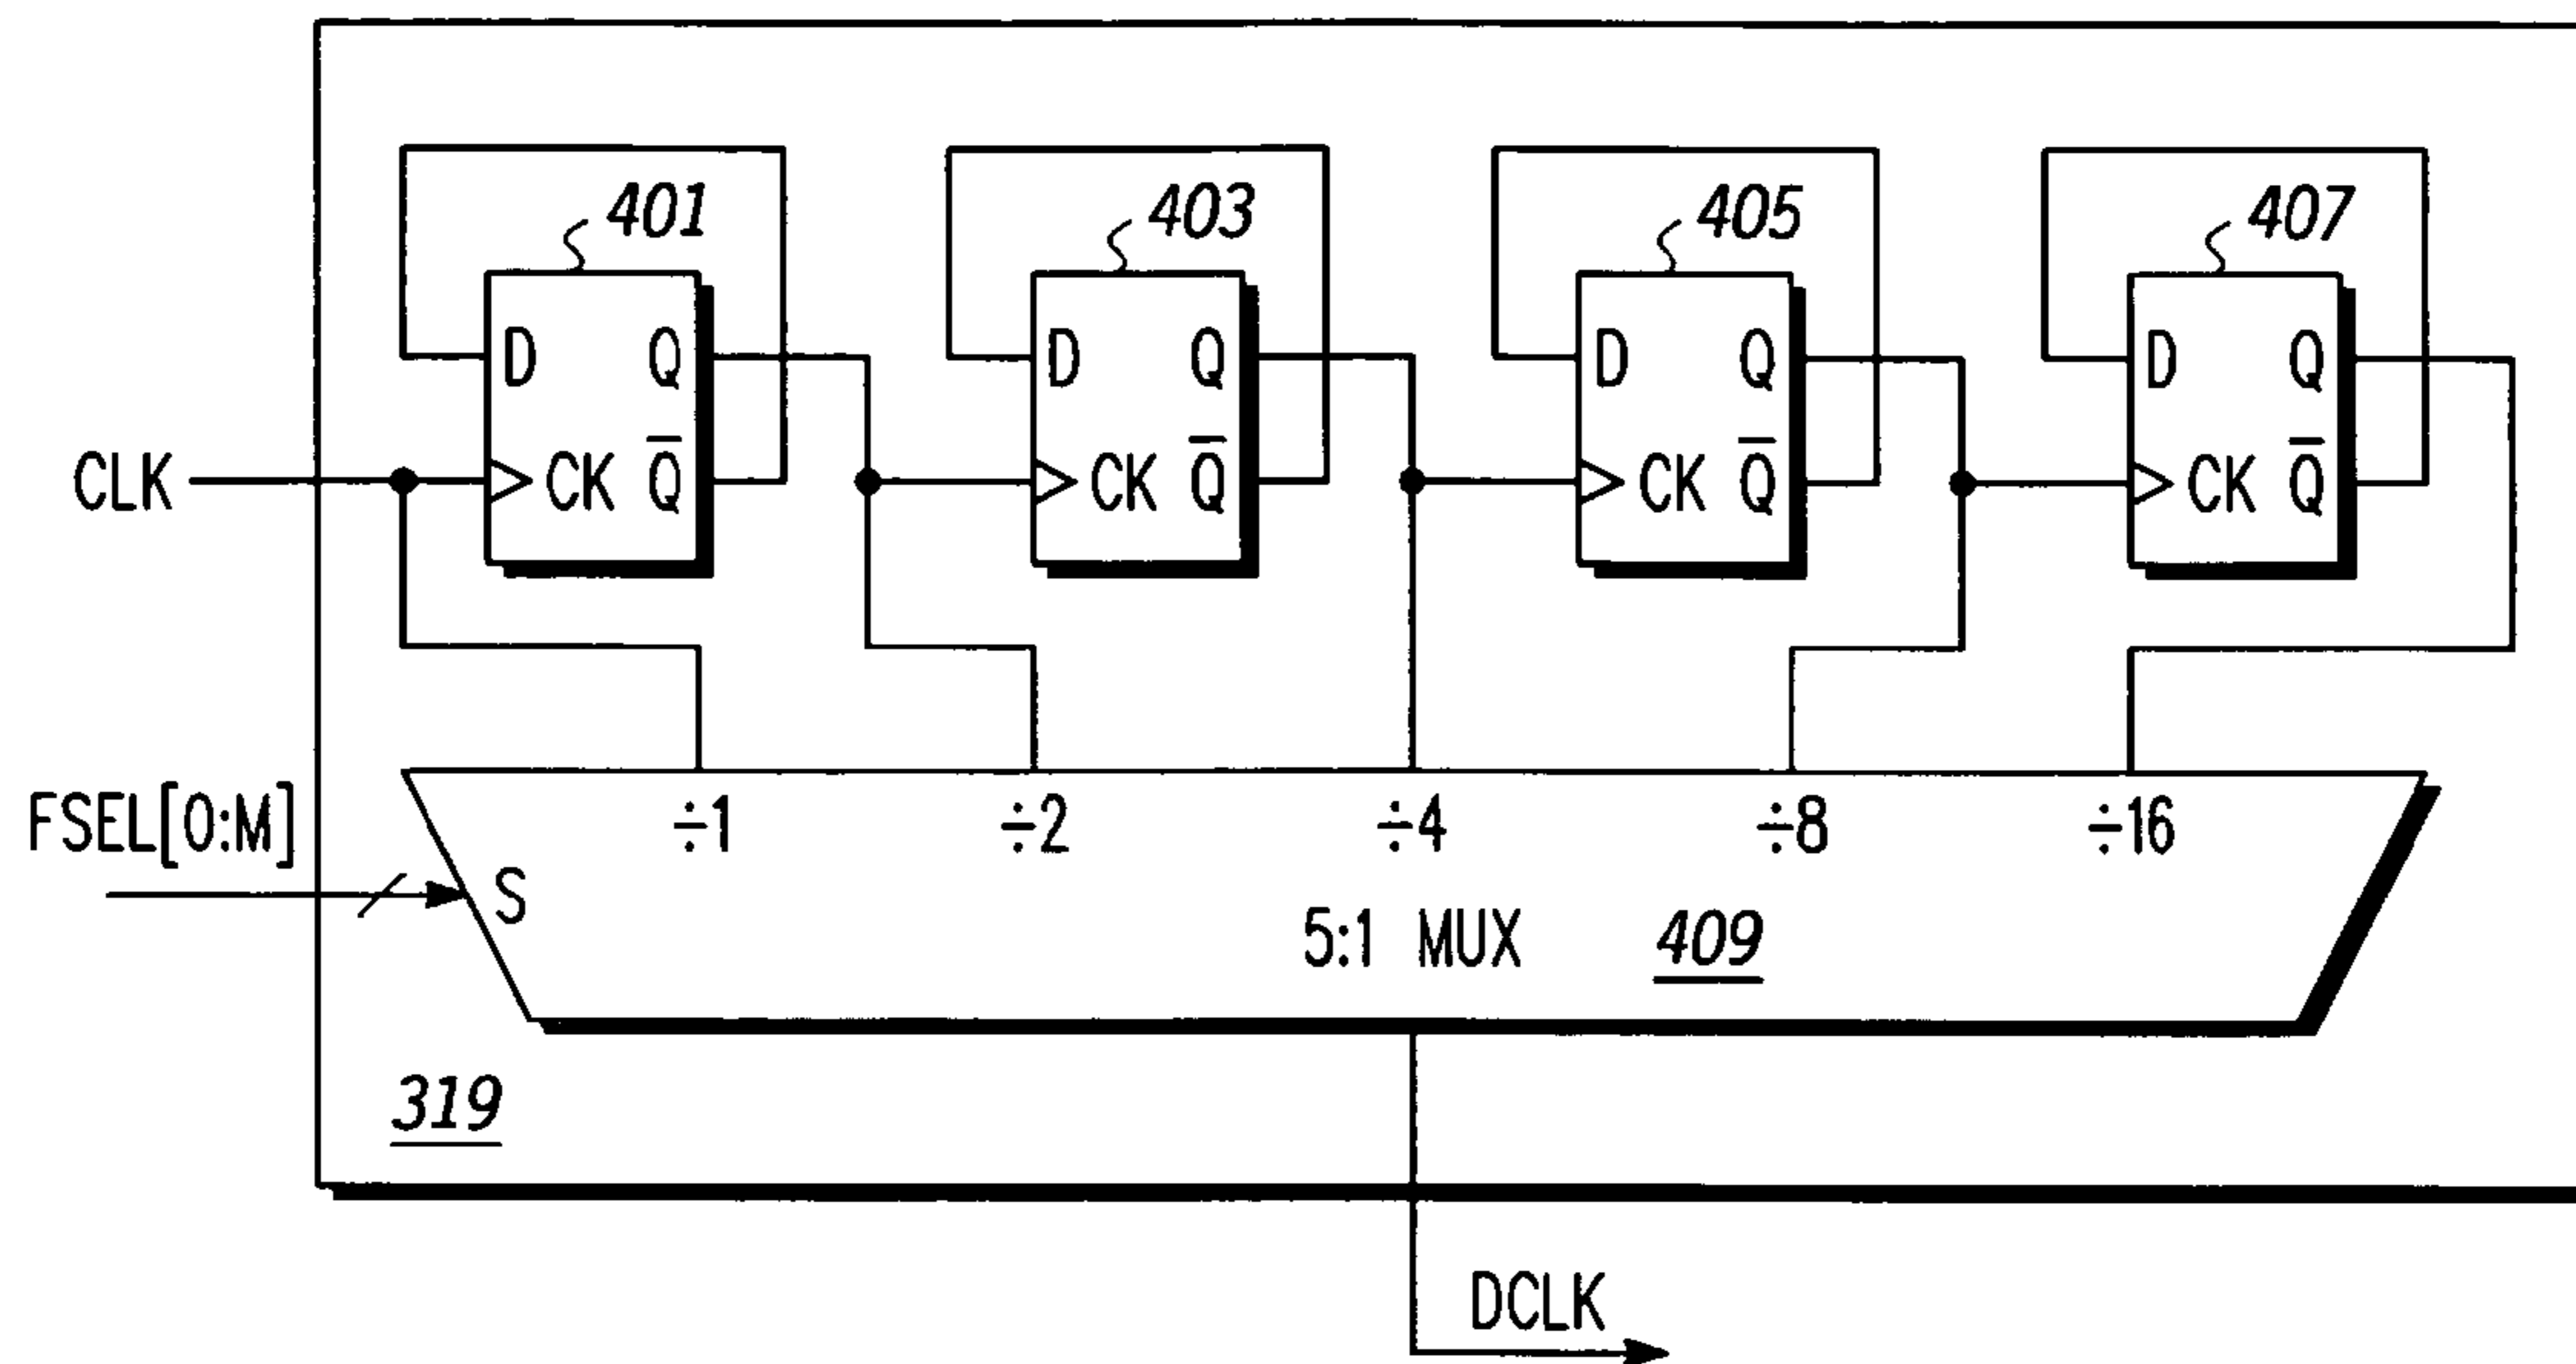 401 403 405 407
D Q D Q D Q D Q
CLK CK Q̅ CK Q̅ CK Q̅ CK Q̅
FSEL[0:M] ÷1 ÷2 ÷4 ÷8 ÷16
S
5:1 MUX 409
319
DCLK